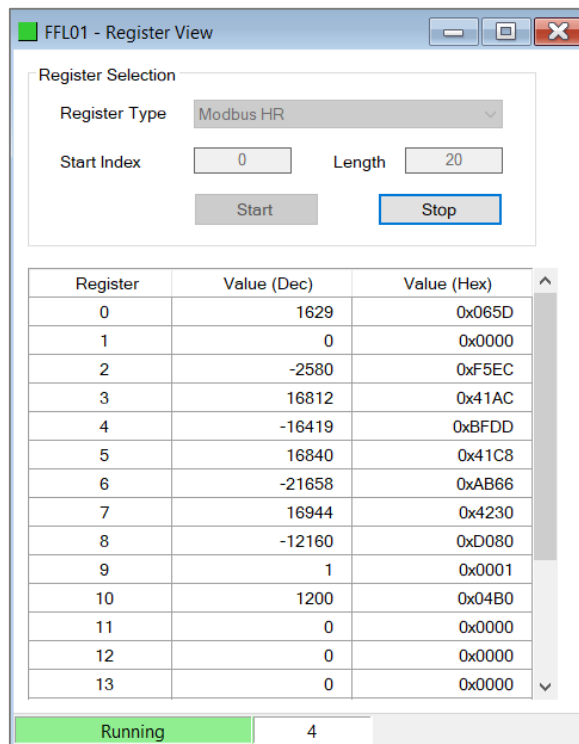 FFL01 - Register View
Register Selection
Register Type Modbus HR
Start Index 0 Length 20
Start Stop
Register Value (Dec) Value (Hex)
0 1629 0x065D
1 0 0x0000
2 -2580 0xF5EC
3 16812 0x41AC
4 -16419 0xBFDD
5 16840 0x41C8
6 -21658 0xAB66
7 16944 0x4230
8 -12160 0xD080
9 1 0x0001
10 1200 0x04B0
11 0 0x0000
12 0 0x0000
13 0 0x0000
Running 4